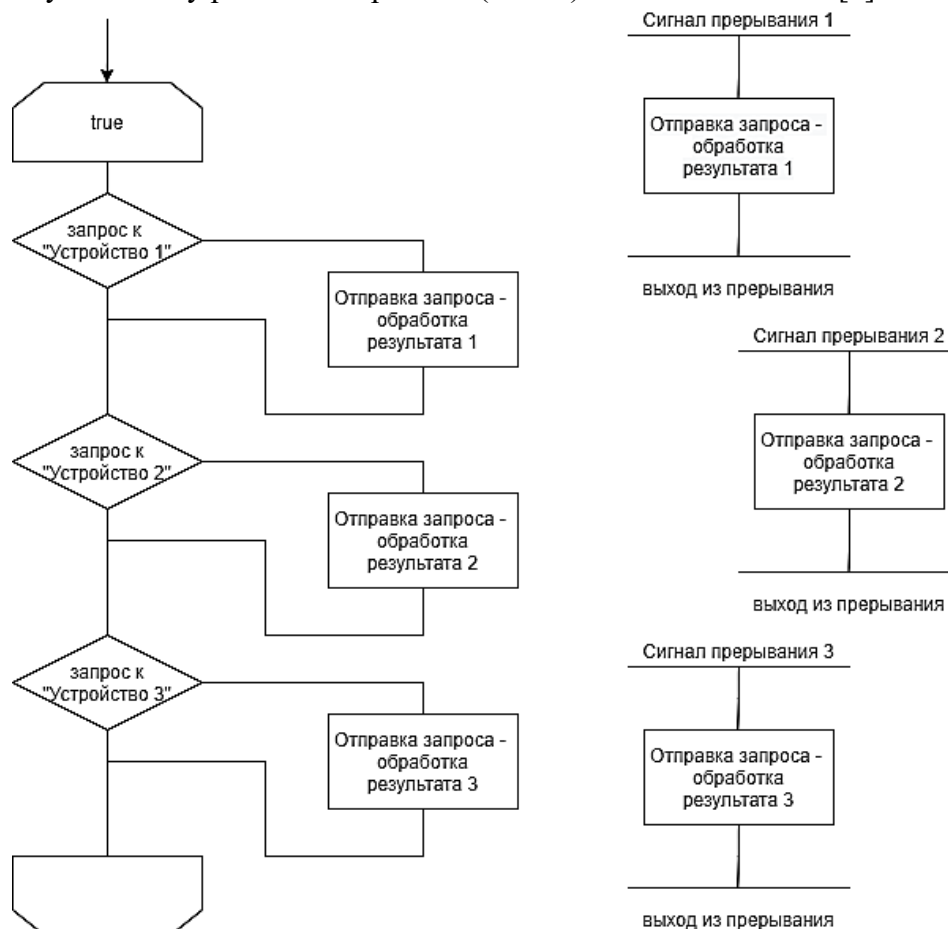 true
запрос к
"Устройство 1"
Отправка запроса -
обработка
результата 1
запрос к
"Устройство 2"
Отправка запроса -
обработка
результата 2
запрос к
"Устройство 3"
Отправка запроса -
обработка
результата 3
Сигнал прерывания 1
Отправка запроса -
обработка
результата 1
выход из прерывания
Сигнал прерывания 2
Отправка запроса -
обработка
результата 2
выход из прерывания
Сигнал прерывания 3
Отправка запроса -
обработка
результата 3
выход из прерывания